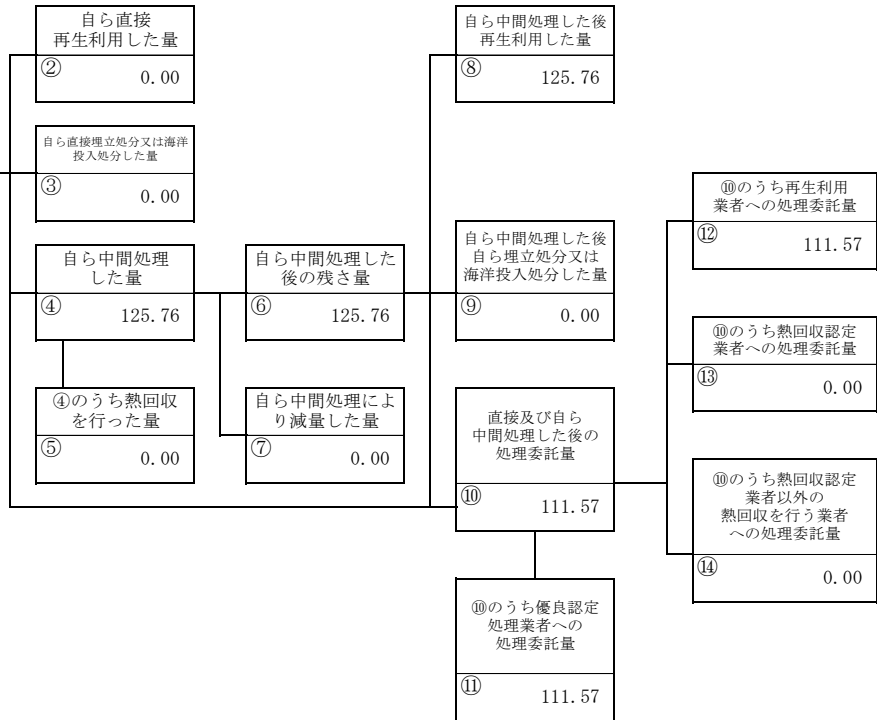 自ら直接
再生利用した量
②
0.00
自ら直接埋立処分又は海洋
投入処分した量
③
0.00
自ら中間処理
した量
④
125.76
④のうち熱回収
を行った量
⑤
0.00
自ら中間処理した
後の残さ量
⑥
125.76
自ら中間処理によ
り減量した量
⑦
0.00
自ら中間処理した後
再生利用した量
⑧
125.76
自ら中間処理した後
自ら埋立処分又は
海洋投入処分した量
⑨
0.00
直接及び自ら
中間処理した後の
処理委託量
⑩
111.57
⑩のうち優良認定
処理業者への
処理委託量
⑪
111.57
⑩のうち再生利用
業者への処理委託量
⑫
111.57
⑩のうち熱回収認定
業者への処理委託量
⑬
0.00
⑩のうち熱回収認定
業者以外の
熱回収を行う業者
への処理委託量
⑭
0.00